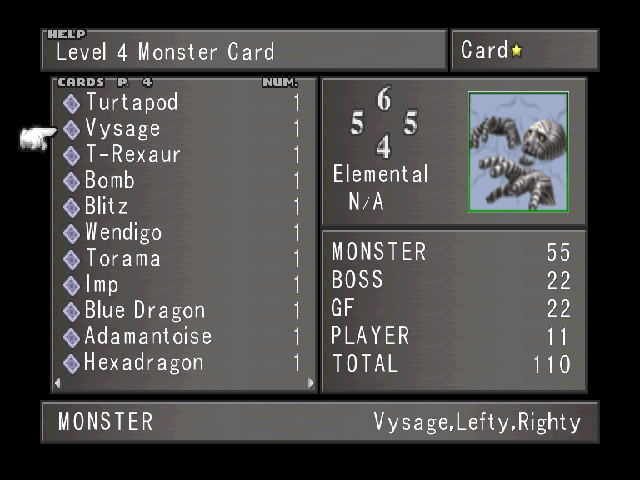 HELP
Level 4 Monster Card
Card
CARDS P. 4 NUM.
Turtapod 1
Vysage 1
T-Rexaur 1
Bomb 1
Blitz 1
Wendigo 1
Torama 1
Imp 1
Blue Dragon 1
Adamantoise 1
Hexadragon 1
6
5 5
4
Elemental
N/A
MONSTER 55
BOSS 22
GF 22
PLAYER 11
TOTAL 110
MONSTER Vysage,Lefty,Righty